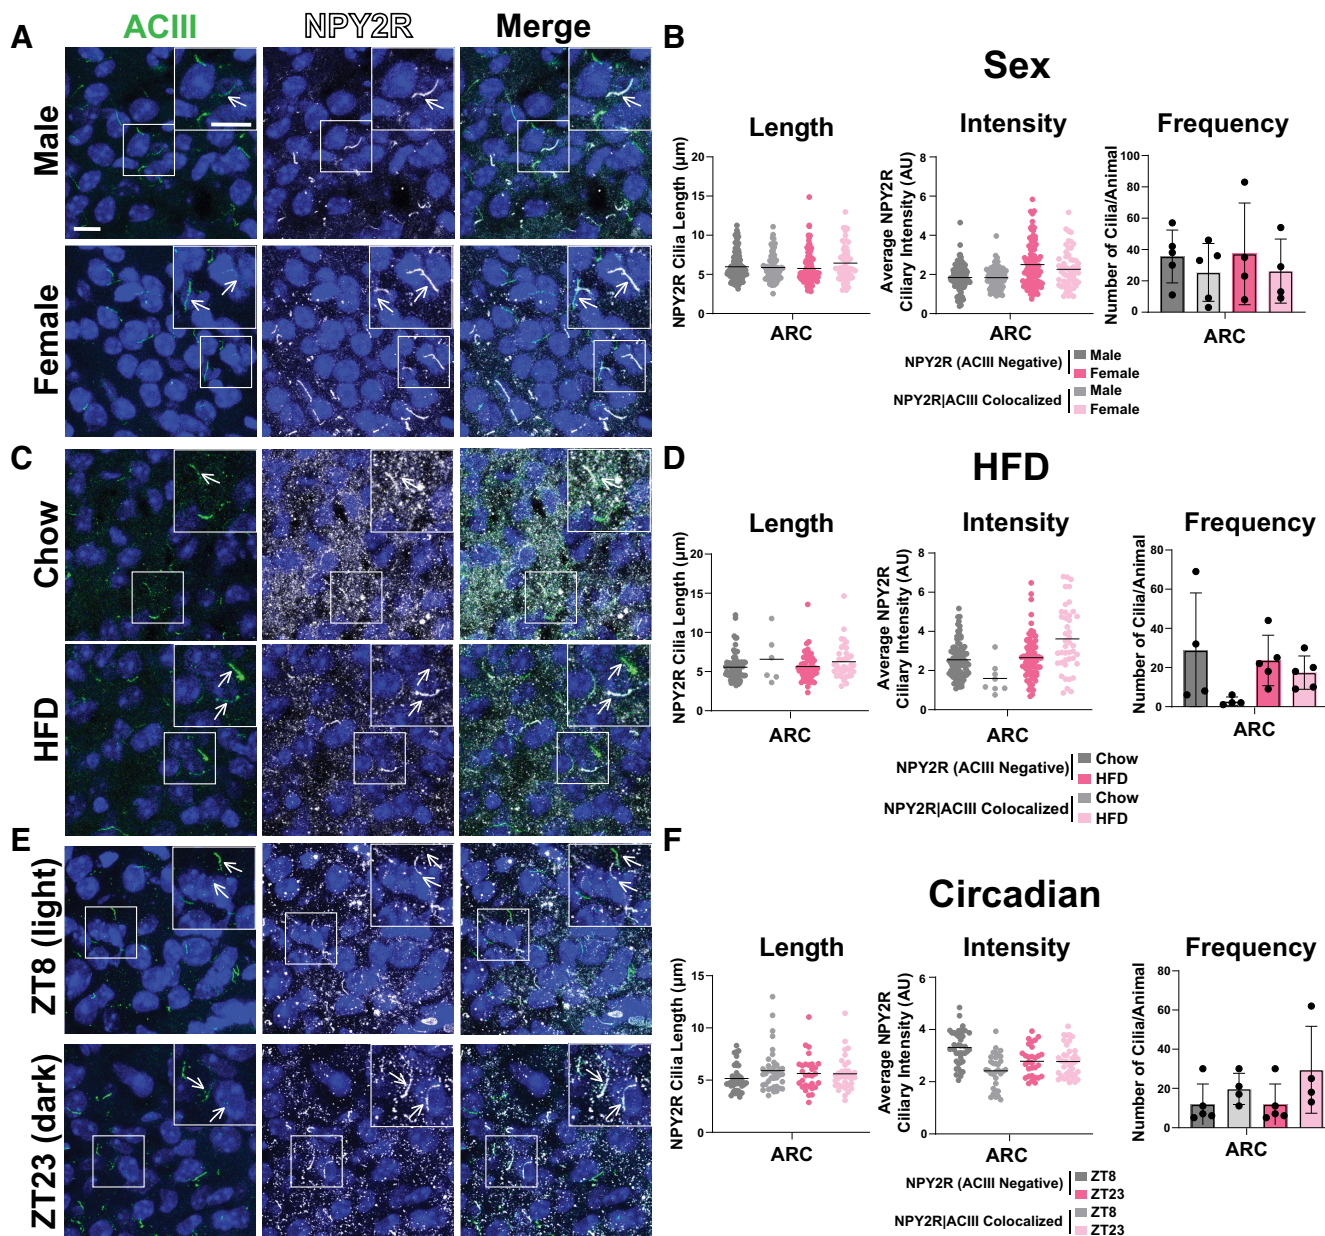 A
ACIII
NPY2R
Merge
Male
Female
B
Sex
Length
NPY2R Cilia Length (μm)
20
15
10
5
0
ARC
Intensity
Average NPY2R
Ciliary Intensity (AU)
8
6
4
2
0
ARC
Frequency
Number of Cilia/Animal
100
80
60
40
20
0
ARC
NPY2R (ACIII Negative)
Male
Female
NPY2R|ACIII Colocalized
Male
Female
C
Chow
HFD
D
HFD
Length
NPY2R Cilia Length (μm)
20
15
10
5
0
ARC
Intensity
Average NPY2R
Ciliary Intensity (AU)
8
6
4
2
0
ARC
Frequency
Number of Cilia/Animal
80
60
40
20
0
ARC
NPY2R (ACIII Negative)
Chow
HFD
NPY2R|ACIII Colocalized
Chow
HFD
E
ZT8 (light)
ZT23 (dark)
F
Circadian
Length
NPY2R Cilia Length (μm)
15
10
5
0
ARC
Intensity
Average NPY2R
Ciliary Intensity (AU)
6
4
2
0
ARC
Frequency
Number of Cilia/Animal
80
60
40
20
0
ARC
NPY2R (ACIII Negative)
ZT8
ZT23
NPY2R|ACIII Colocalized
ZT8
ZT23